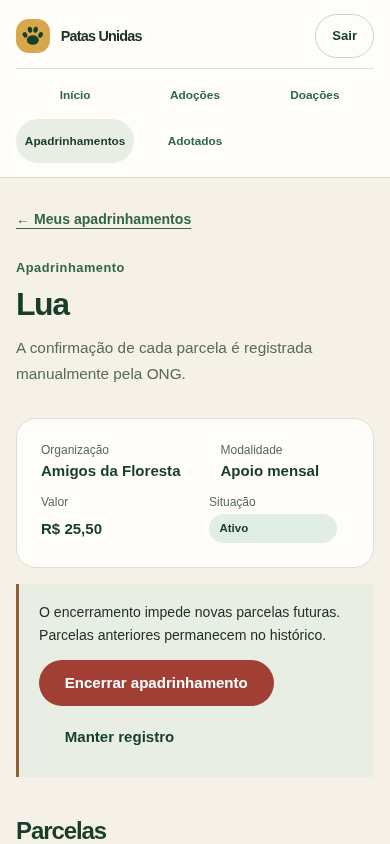 Patas Unidas
Sair
Início
Adoções
Doações
Apadrinhamentos
Adotados
← Meus apadrinhamentos
Apadrinhamento
Lua
A confirmação de cada parcela é registrada
manualmente pela ONG.
Organização
Modalidade
Amigos da Floresta
Apoio mensal
Valor
Situação
R$ 25,50
Ativo
O encerramento impede novas parcelas futuras.
Parcelas anteriores permanecem no histórico.
Encerrar apadrinhamento
Manter registro
Parcelas